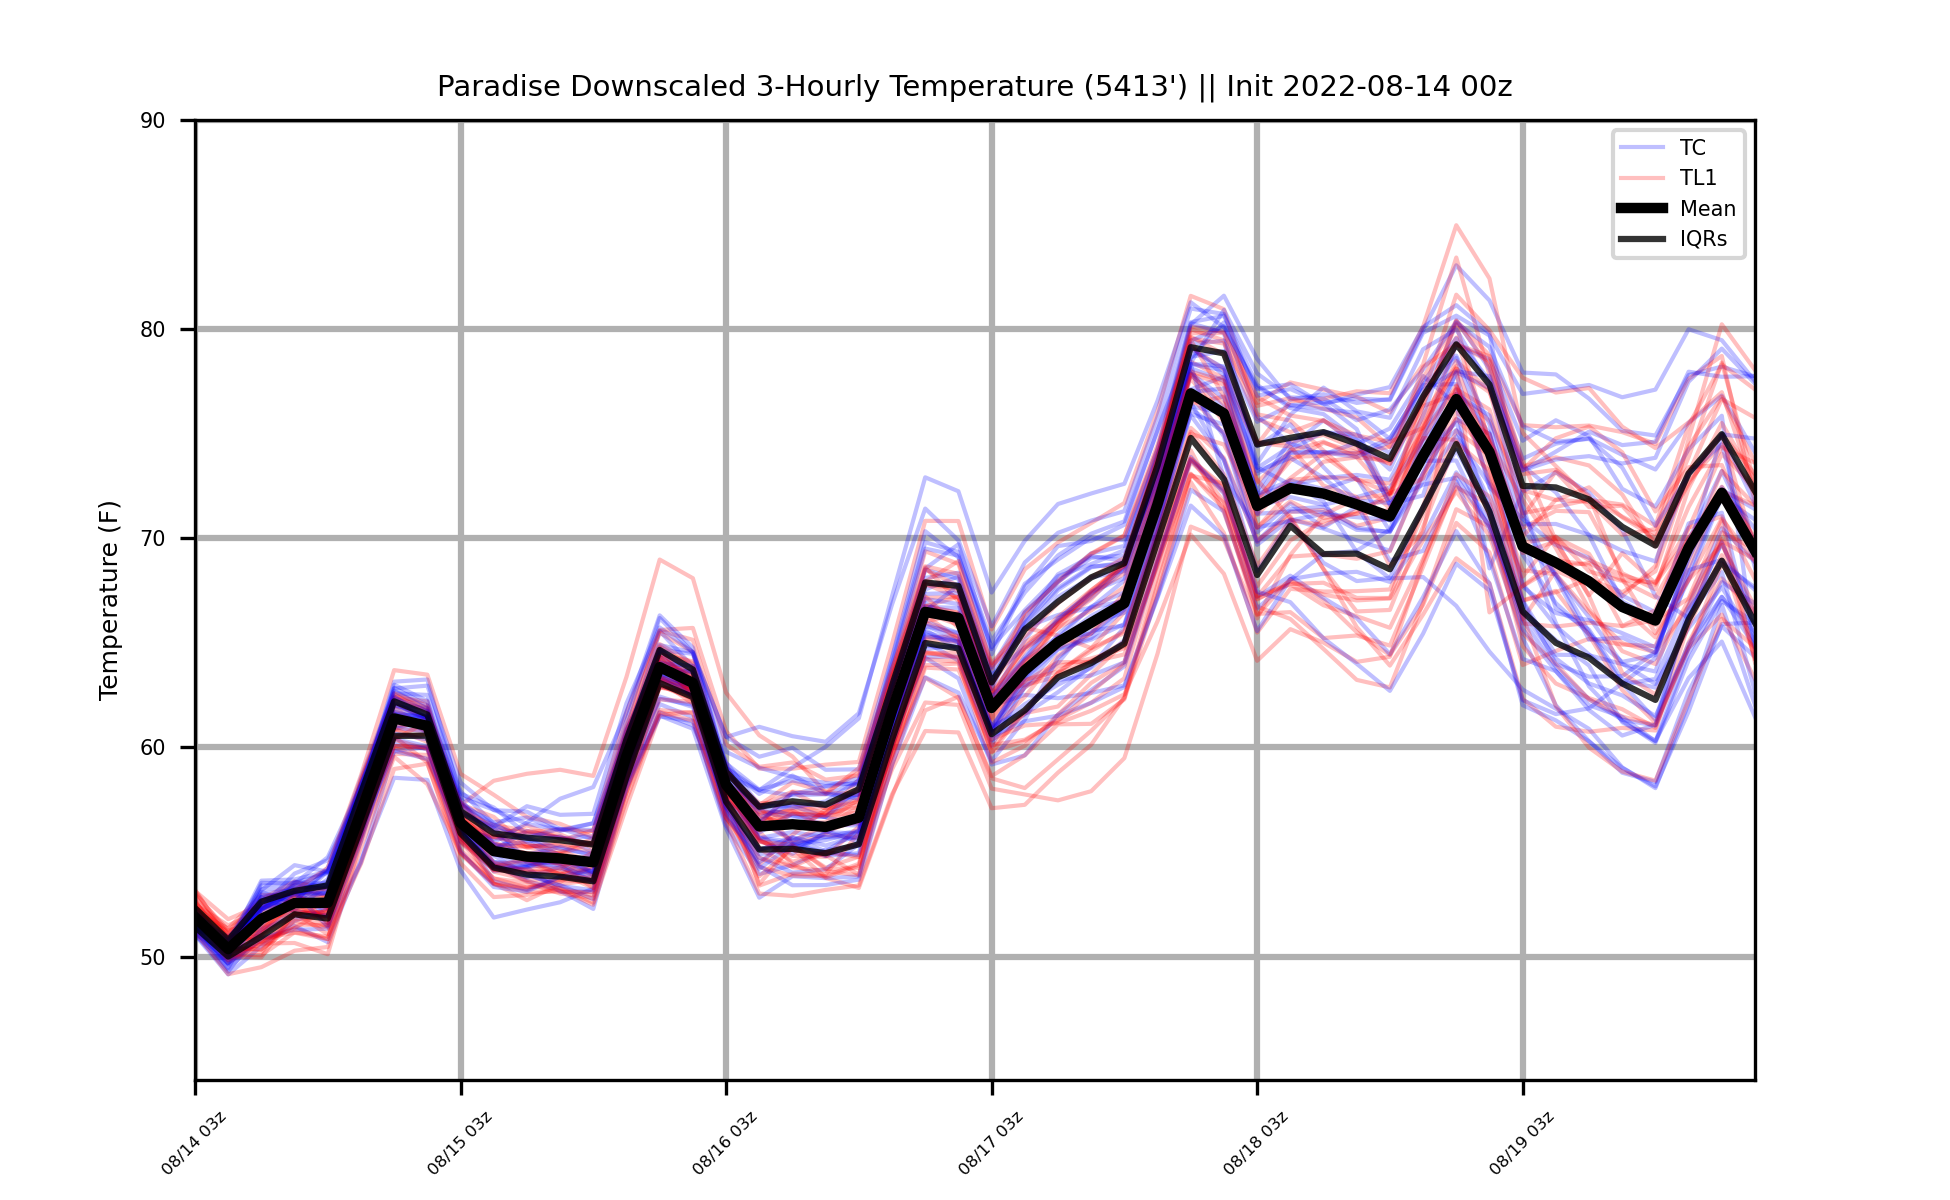 Paradise Downscaled 3-Hourly Temperature (5413') || Init 2022-08-14 00z
TC
TL1
Mean
IQRs
Temperature (F)
90
80
70
60
50
08/14 03z
08/15 03z
08/16 03z
08/17 03z
08/18 03z
08/19 03z